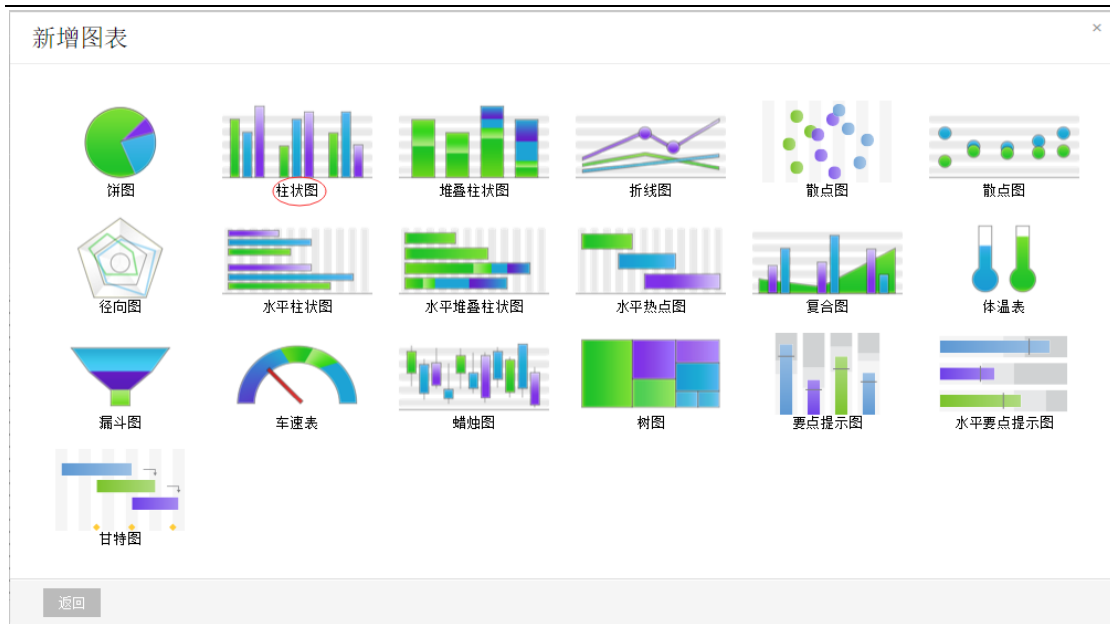 新增图表
×
饼图 柱状图 堆叠柱状图 折线图 散点图 散点图
径向图 水平柱状图 水平堆叠柱状图 水平热点图 复合图 体温表
漏斗图 车速表 蜡烛图 树图 要点提示图 水平要点提示图
甘特图
返回